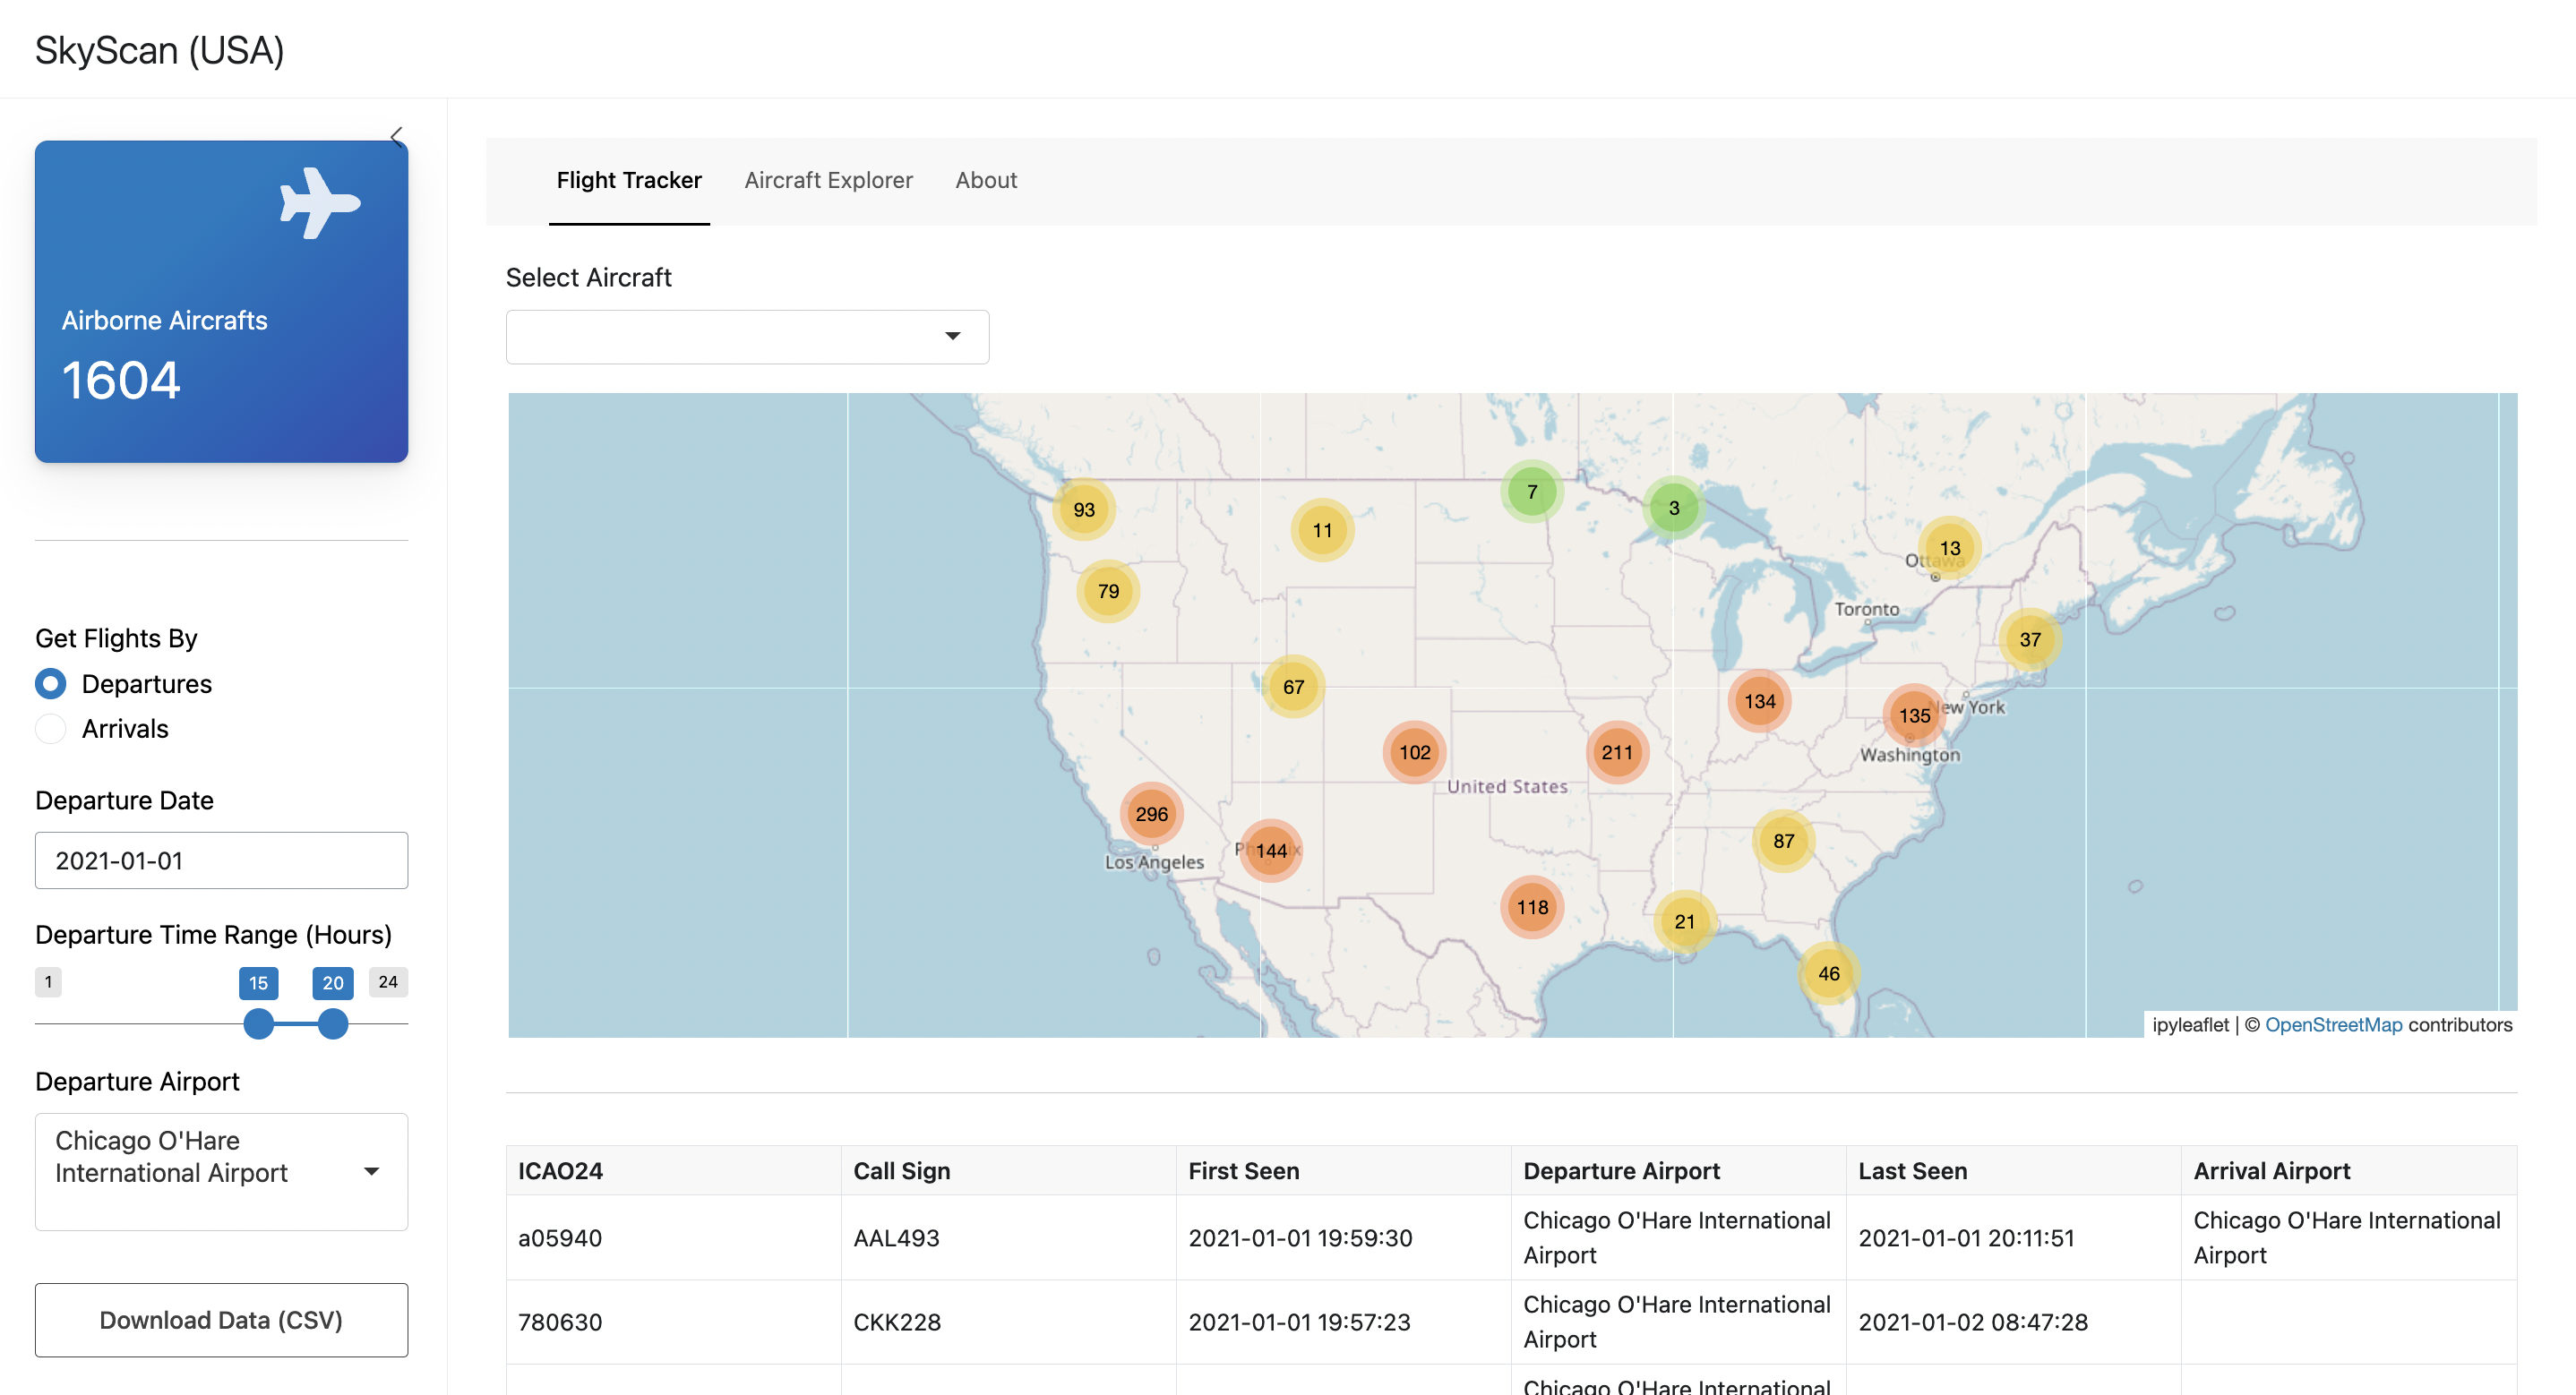 SkyScan (USA)
Airborne Aircrafts
1604
Get Flights By
Departures
Arrivals
Departure Date
2021-01-01
Departure Time Range (Hours)
1 15 20 24
Departure Airport
Chicago O'Hare
International Airport
Download Data (CSV)
Flight Tracker Aircraft Explorer About
Select Aircraft
7
93
3
11
13
Ottawa
79
Toronto
37
67
134
New York
135
102
211
Washington
United States
296
87
144
Los Angeles
118
21
46
ipyleaflet | © OpenStreetMap contributors
ICAO24 Call Sign First Seen Departure Airport Last Seen Arrival Airport
a05940 AAL493 2021-01-01 19:59:30 Chicago O'Hare International Airport 2021-01-01 20:11:51 Chicago O'Hare International Airport
780630 CKK228 2021-01-01 19:57:23 Chicago O'Hare International Airport 2021-01-02 08:47:28
Chicago O'Hare International